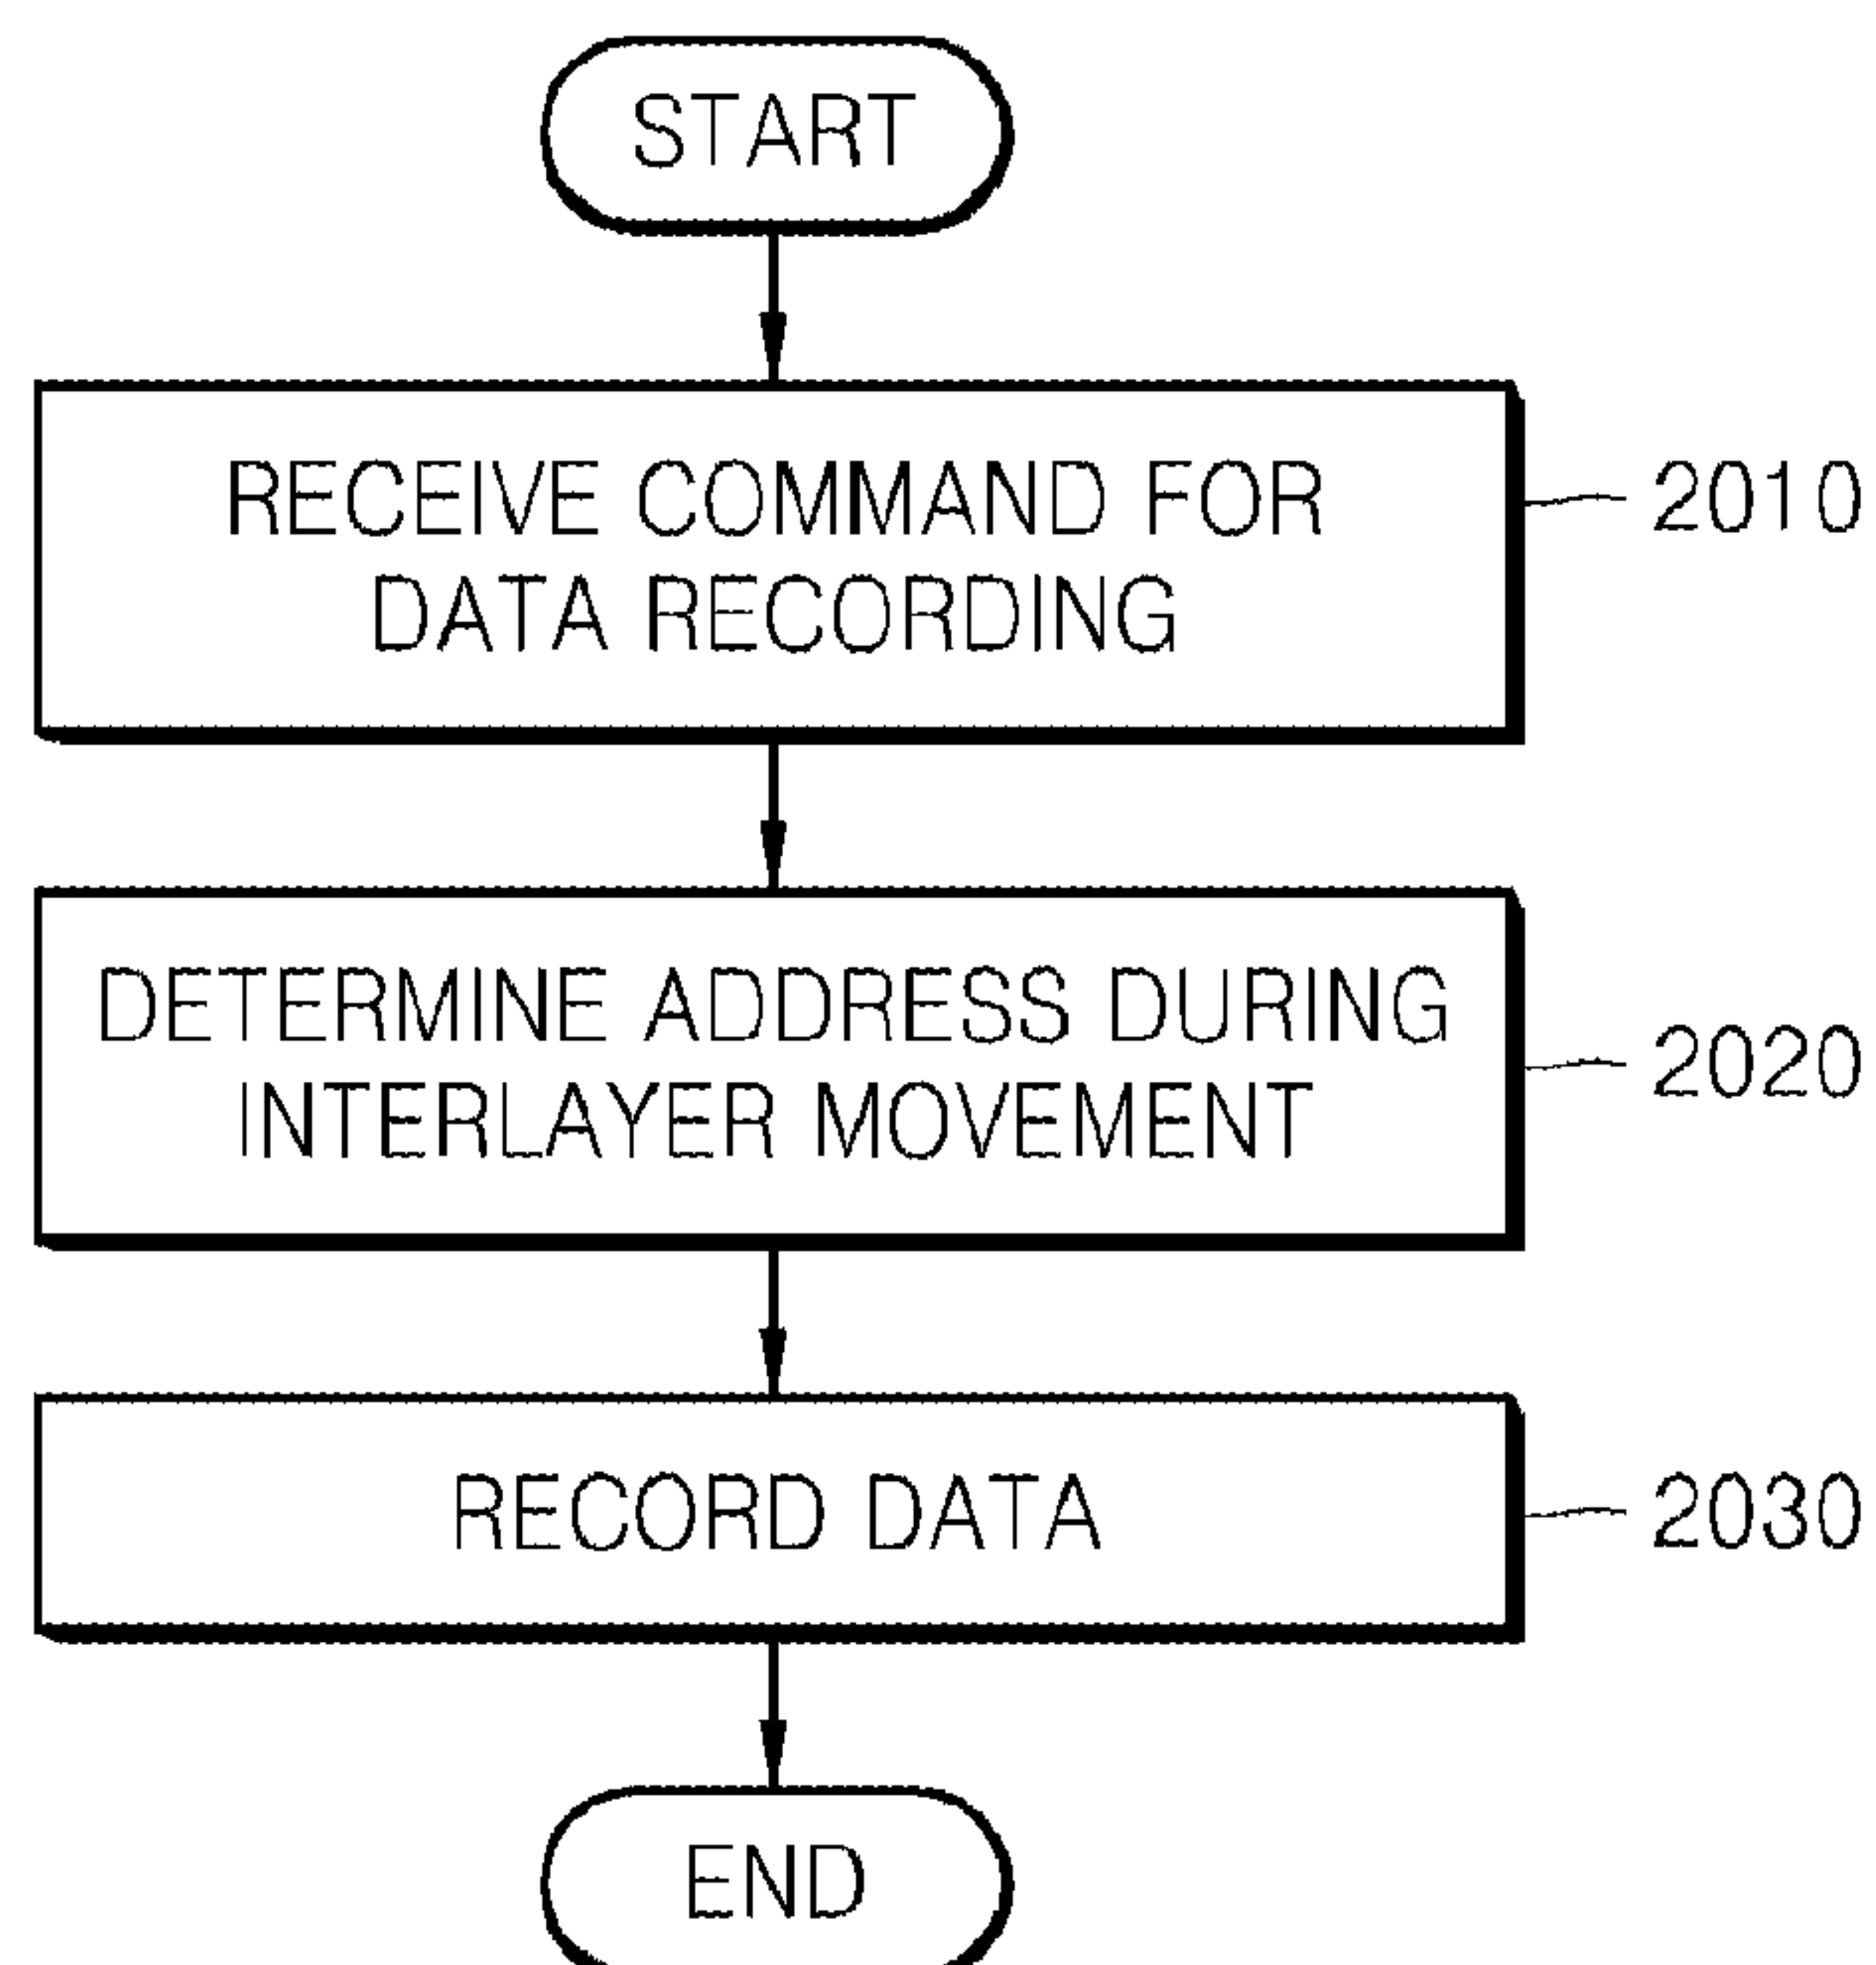 START
RECEIVE COMMAND FOR
DATA RECORDING
2010
DETERMINE ADDRESS DURING
INTERLAYER MOVEMENT
2020
RECORD DATA
2030
END